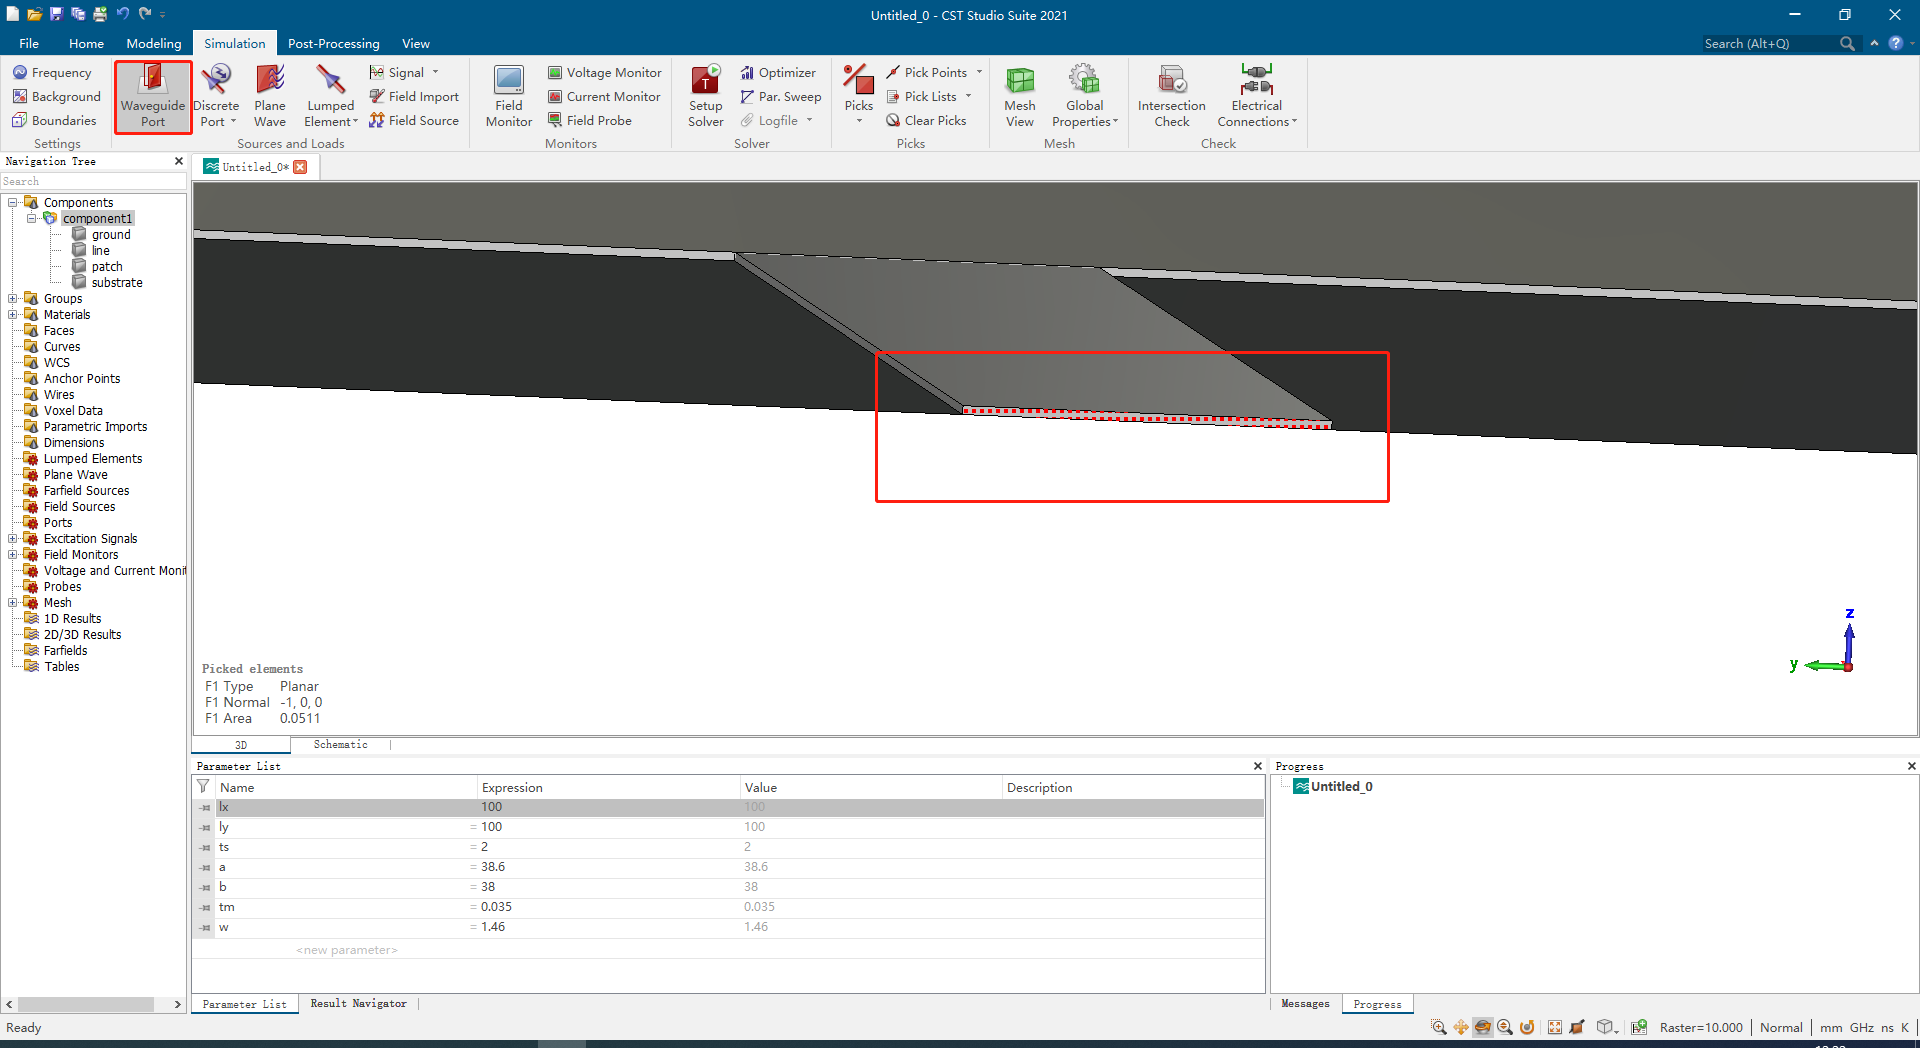 Untitled_0 - CST Studio Suite 2021
File Home Modeling Simulation Post-Processing View Search (Alt+Q)
Frequency
Background
Boundaries
Settings
Waveguide
Port
Discrete
Port
Plane
Wave
Lumped
Element
Signal
Field Import
Field Source
Sources and Loads
Field
Monitor
Voltage Monitor
Current Monitor
Field Probe
Monitors
Setup
Solver
Optimizer
Par. Sweep
Logfile
Solver
Picks
Pick Points
Pick Lists
Clear Picks
Picks
Mesh
View
Global
Properties
Mesh
Intersection
Check
Electrical
Connections
Check
Navigation Tree
Search
Components
component1
ground
line
patch
substrate
Groups
Materials
Faces
Curves
WCS
Anchor Points
Wires
Voxel Data
Parametric Imports
Dimensions
Lumped Elements
Plane Wave
Farfield Sources
Field Sources
Ports
Excitation Signals
Field Monitors
Voltage and Current Moni
Probes
Mesh
1D Results
2D/3D Results
Farfields
Tables
Untitled_0*
z
y
Picked elements
F1 Type Planar
F1 Normal -1, 0, 0
F1 Area 0.0511
3D Schematic
Parameter List
Name Expression Value Description
lx 100 100
ly = 100 100
ts = 2 2
a = 38.6 38.6
b = 38 38
tm = 0.035 0.035
w = 1.46 1.46
<new parameter>
Parameter List Result Navigator
Progress
Untitled_0
Messages Progress
Ready
Raster=10.000 Normal mm GHz ns K